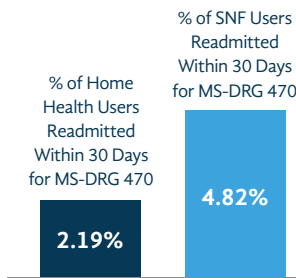 % of Home
Health Users
Readmitted
Within 30 Days
for MS-DRG 470
2.19%
% of SNF Users
Readmitted
Within 30 Days
for MS-DRG 470
4.82%